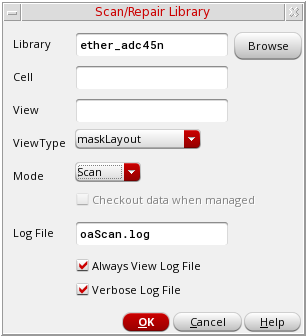 Scan/Repair Library
Library ether_adc45n Browse
Cell
View
ViewType maskLayout
Mode Scan
Checkout data when managed
Log File oaScan.log
Always View Log File
Verbose Log File
OK Cancel Help